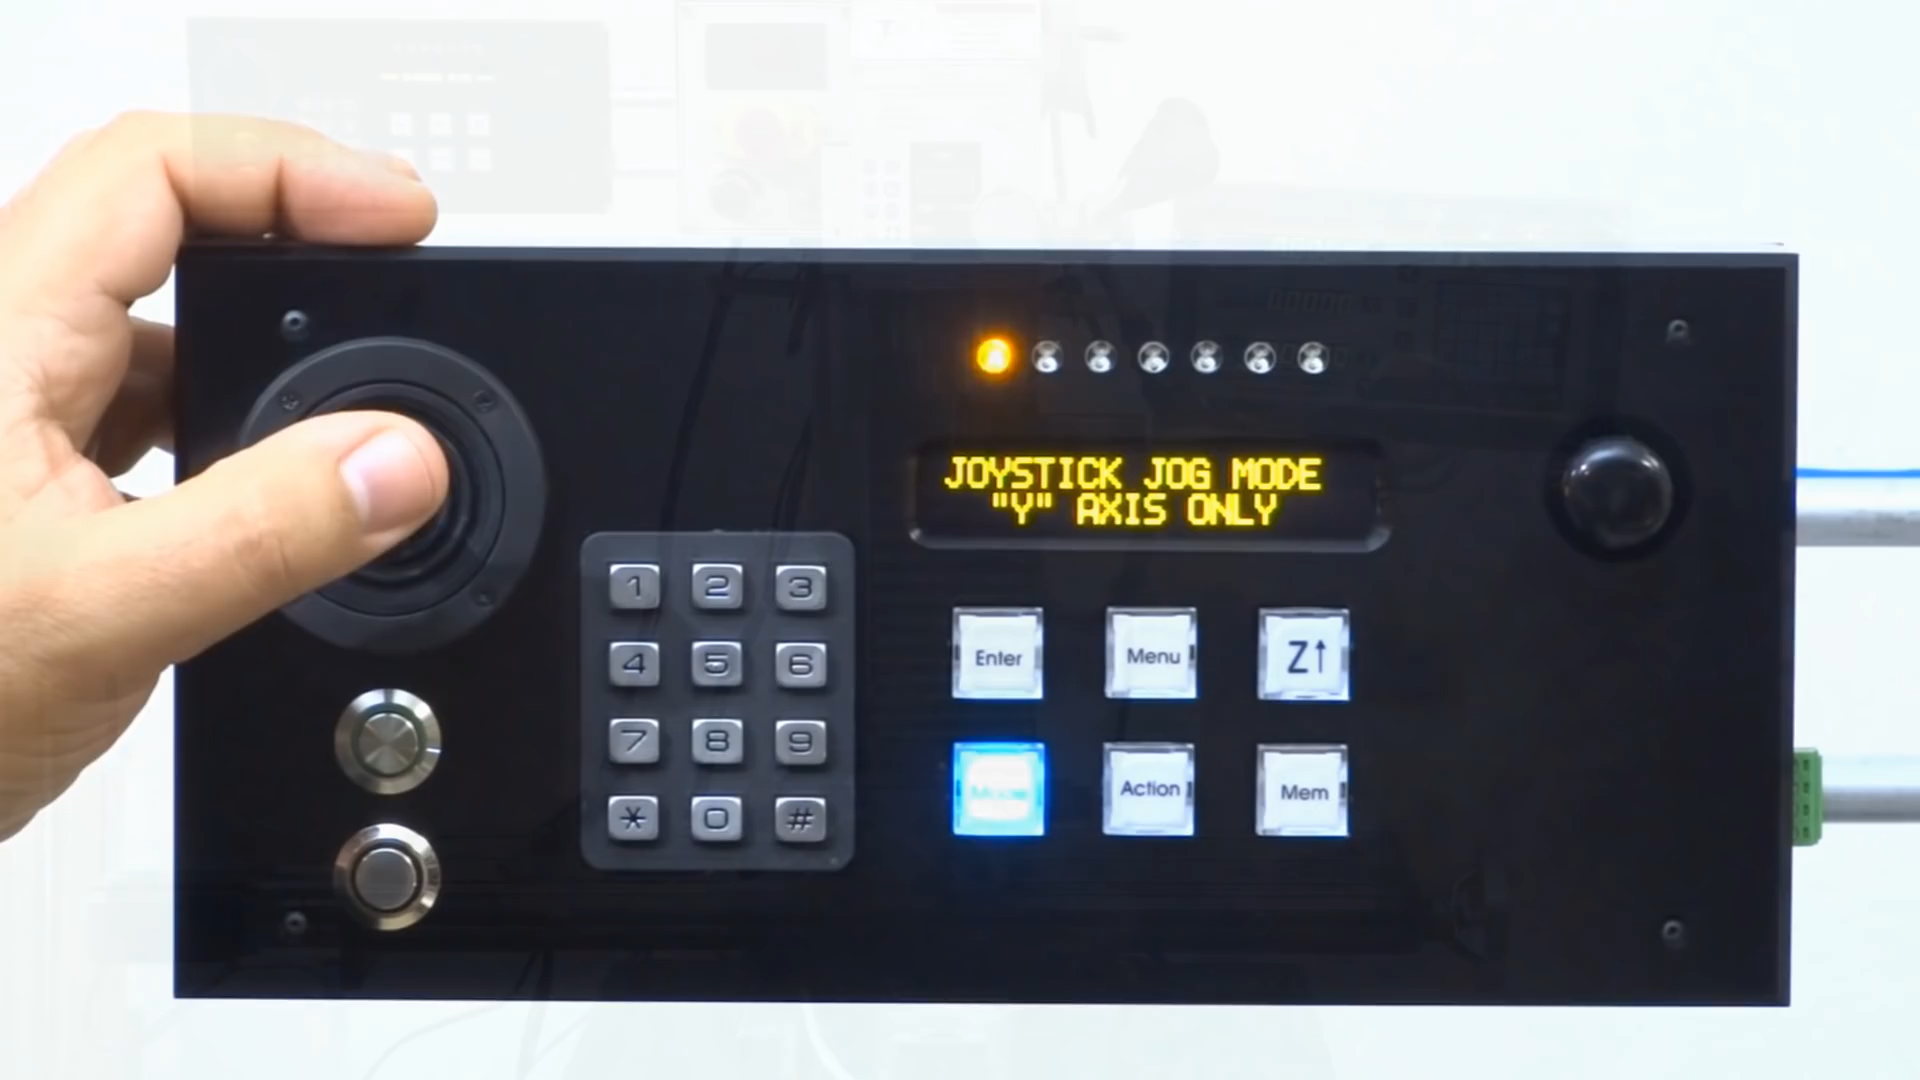 JOYSTICK JOG MODE
"Y" AXIS ONLY
1 2 3
4 5 6
7 8 9
* 0 #
Enter Menu Z↑
Mode Action Mem